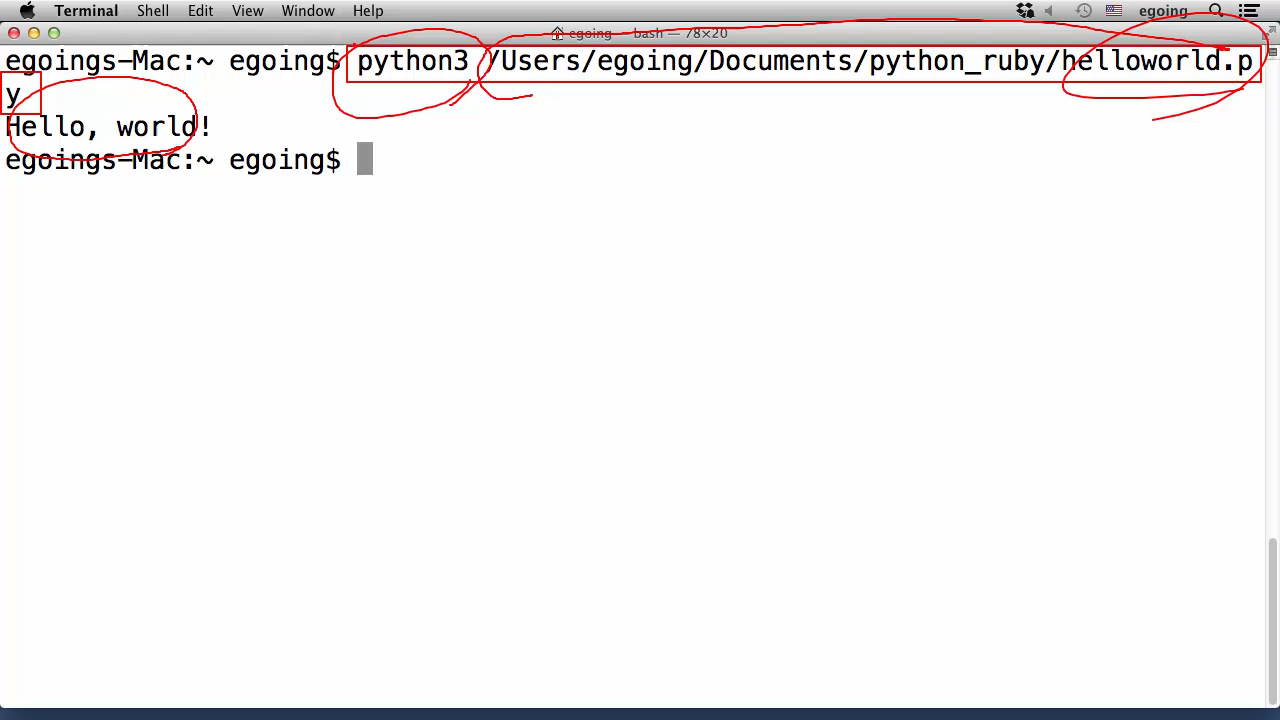 Terminal Shell Edit View Window Help egoing
egoing — bash — 78×20
egoings-Mac:~ egoing$ python3 /Users/egoing/Documents/python_ruby/helloworld.p
y
Hello, world!
egoings-Mac:~ egoing$